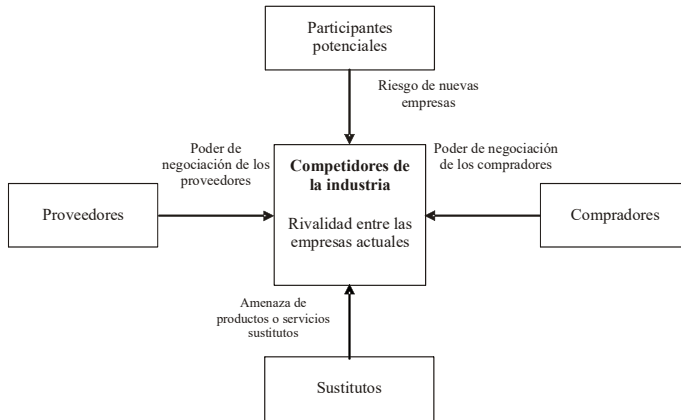 Participantes
potenciales
Riesgo de nuevas
empresas
Poder de
negociación de los
proveedores
Competidores de
la industria
Poder de negociación
de los compradores
Proveedores
Rivalidad entre las
empresas actuales
Compradores
Amenaza de
productos o servicios
sustitutos
Sustitutos